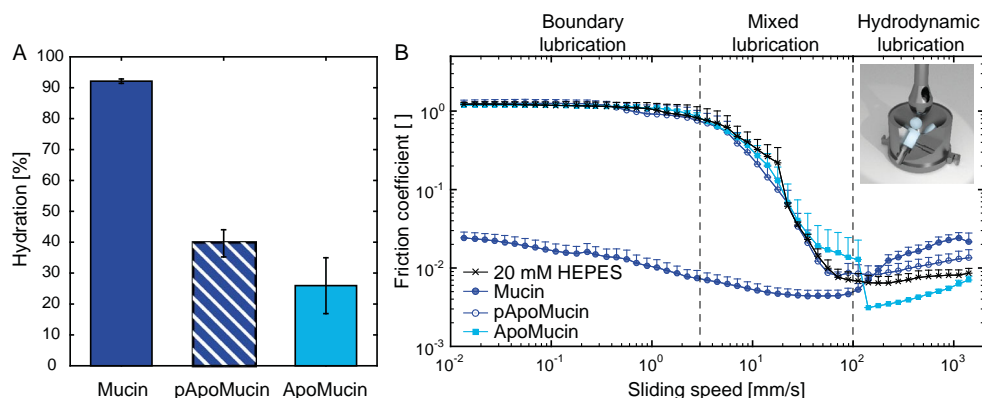 A
Hydration [%]
100
90
80
70
60
50
40
30
20
10
0
Mucin
pApoMucin
ApoMucin
B
Boundary
lubrication
Mixed
lubrication
Hydrodynamic
lubrication
Friction coefficient [ ]
10^0
10^-1
10^-2
10^-3
20 mM HEPES
Mucin
pApoMucin
ApoMucin
10^-2
10^-1
10^0
10^1
10^2
10^3
Sliding speed [mm/s]